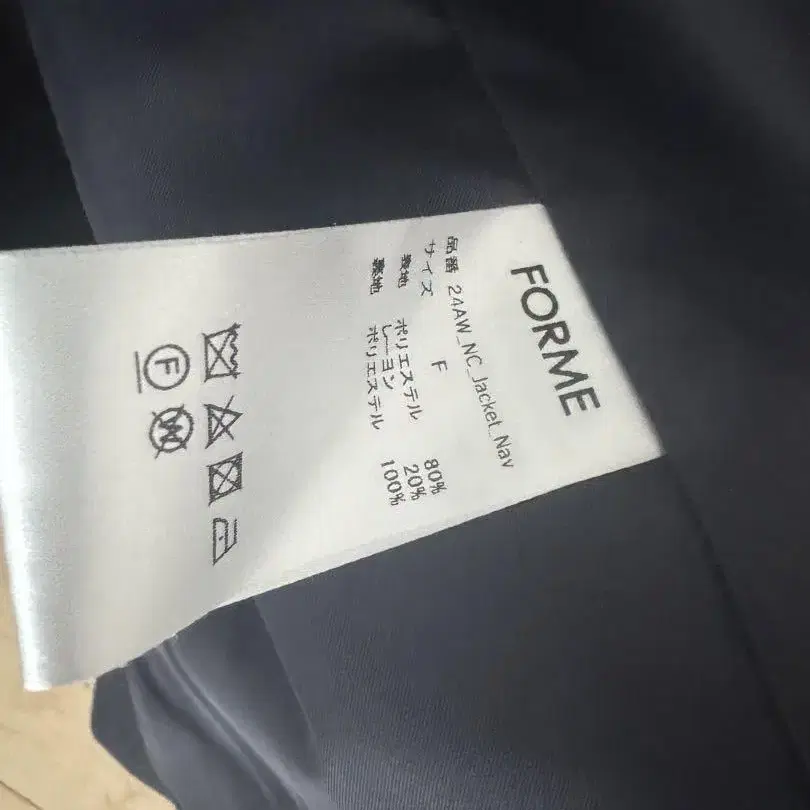 FORME
品番 24AW_NC_Jacket_Nav
サイズ F
表地 ポリエステル 80%
レーヨン 20%
裏地 ポリエステル 100%
F W